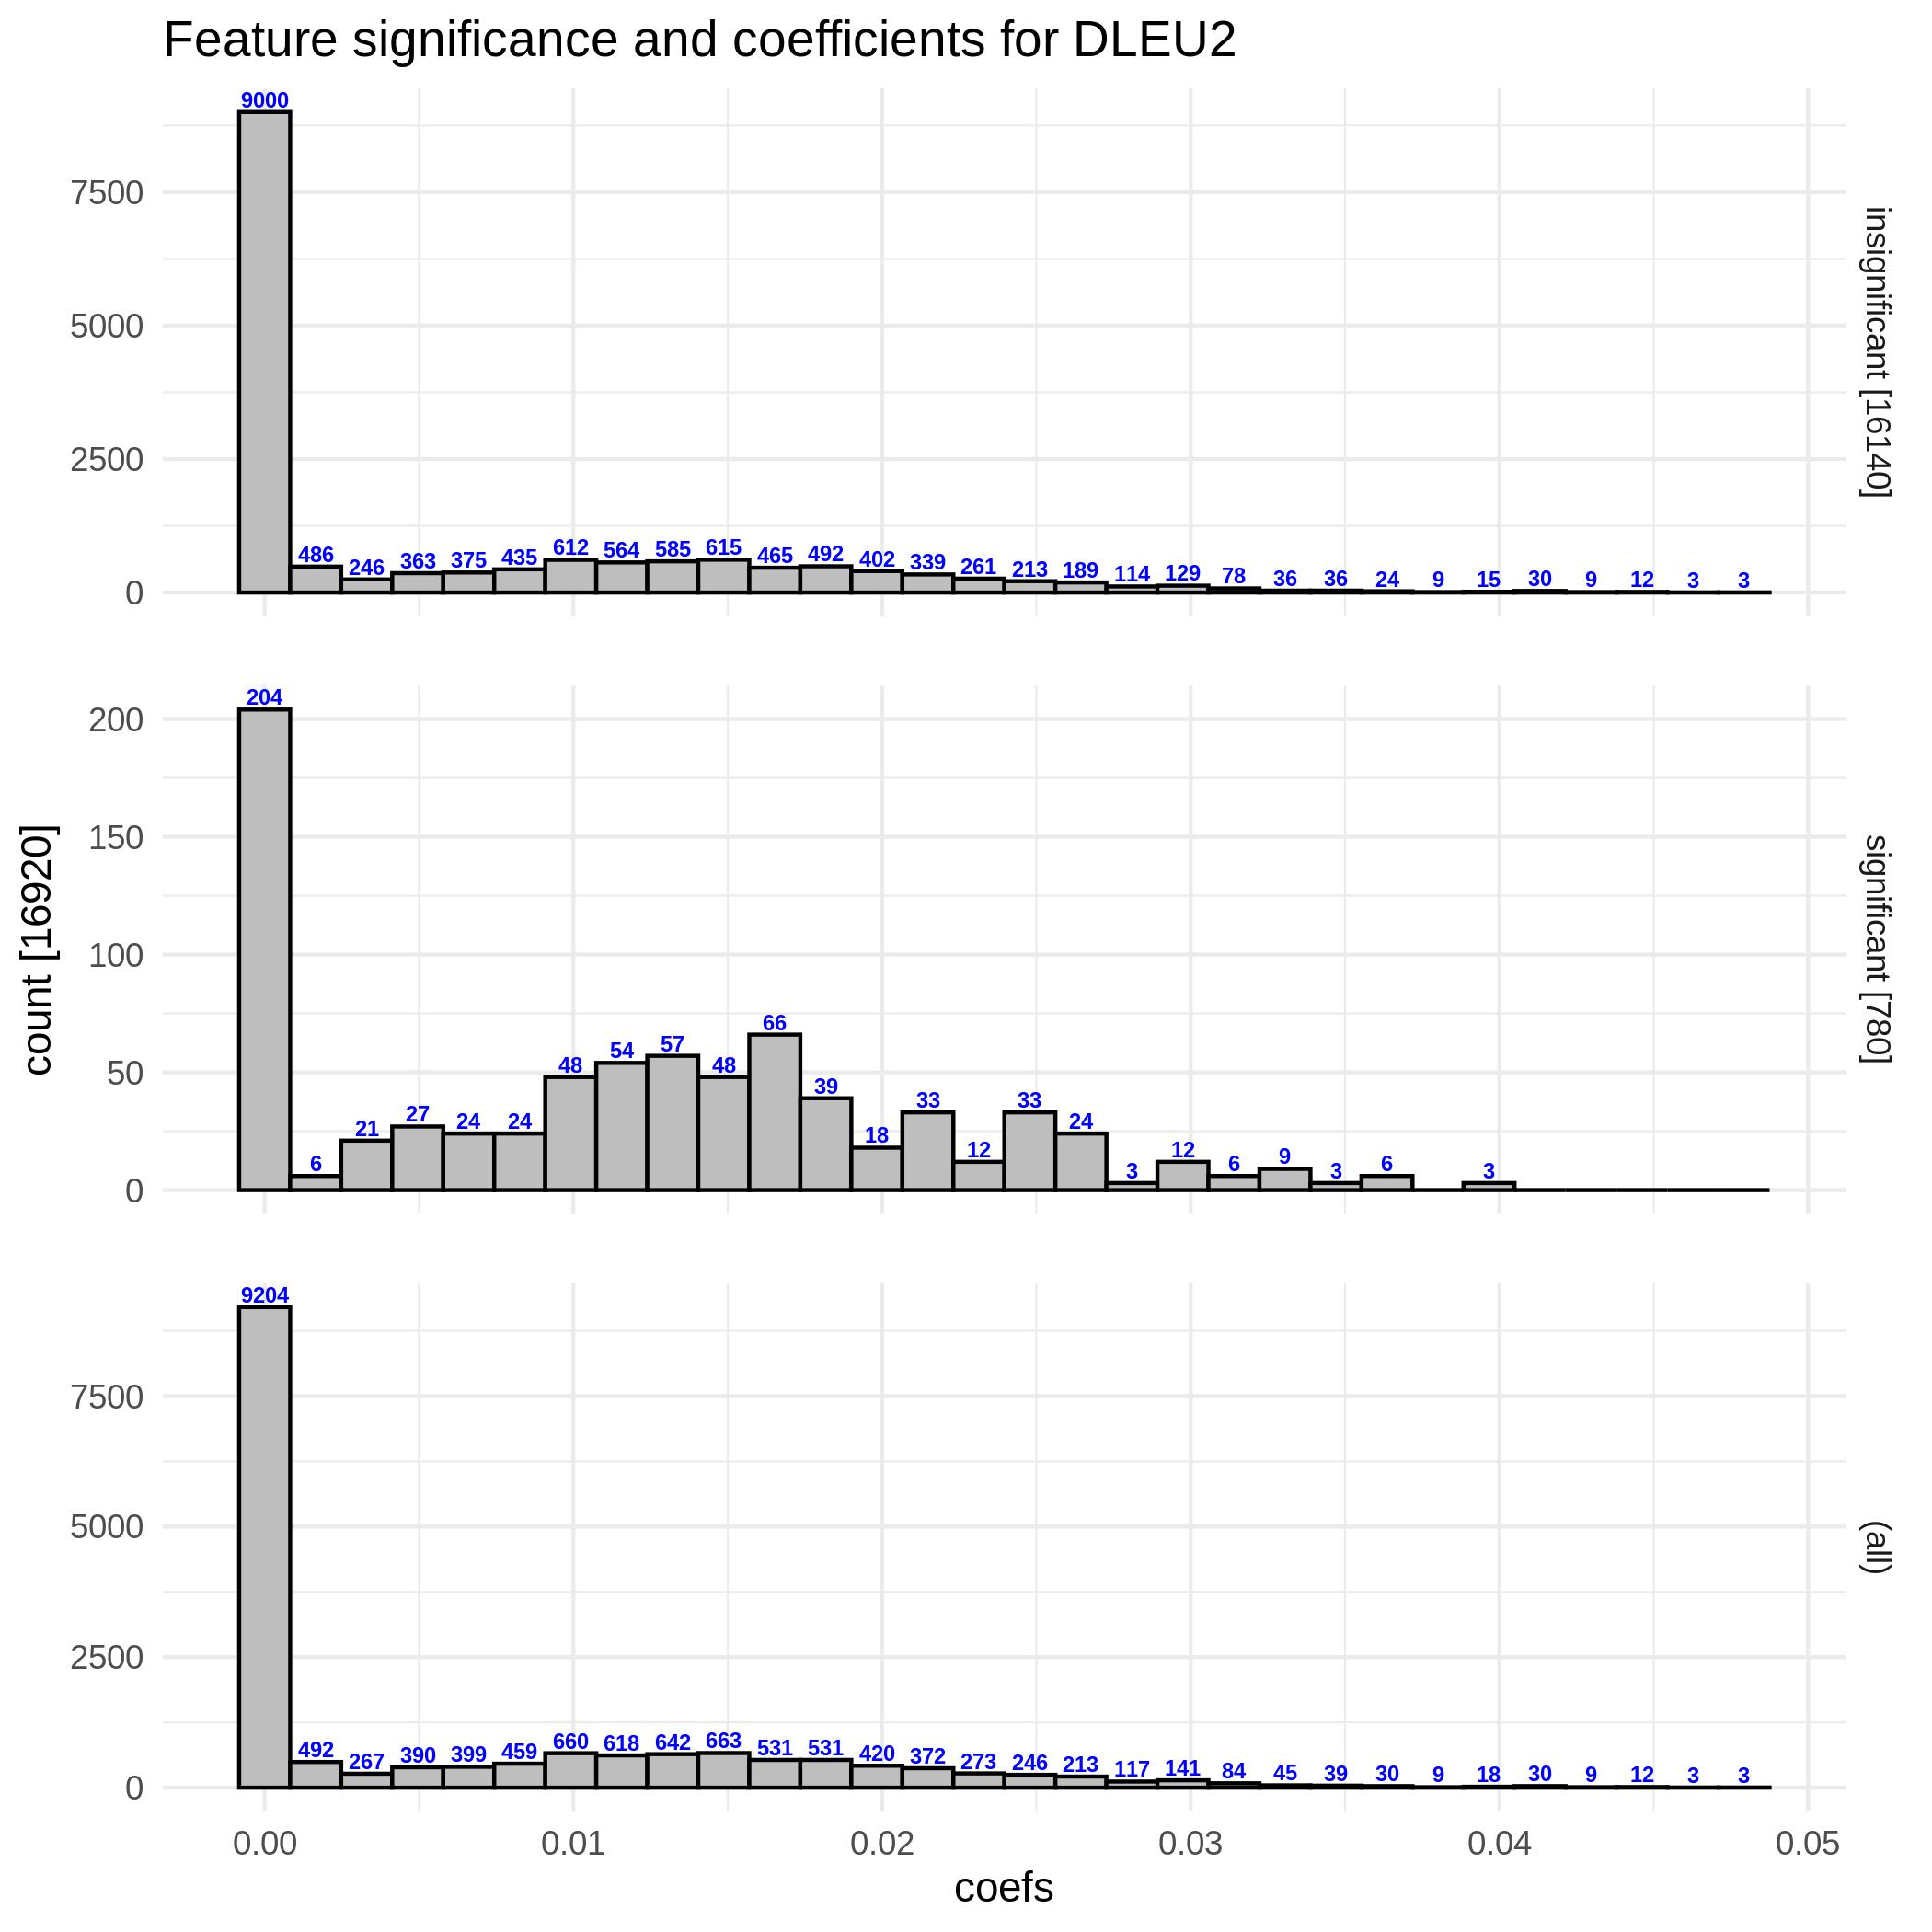 Feature significance and coefficients for DLEU2
9000
7500
5000
2500
0
486 246 363 375 435 612 564 585 615 465 492 402 339 261 213 189 114 129 78 36 36 24 9 15 30 9 12 3 3
insignificant [16140]
count [16920]
204
200
150
100
50
0
6 21 27 24 24 48 54 57 48 66 39 18 33 12 33 24 3 12 6 9 3 6 3
significant [780]
9204
7500
5000
2500
0
492 267 390 399 459 660 618 642 663 531 531 420 372 273 246 213 117 141 84 45 39 30 9 18 30 9 12 3 3
(all)
0.00 0.01 0.02 0.03 0.04 0.05
coefs